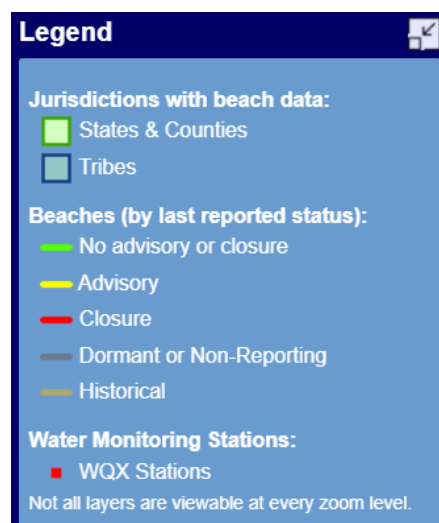 Legend
Jurisdictions with beach data:
States & Counties
Tribes
Beaches (by last reported status):
No advisory or closure
Advisory
Closure
Dormant or Non-Reporting
Historical
Water Monitoring Stations:
WQX Stations
Not all layers are viewable at every zoom level.